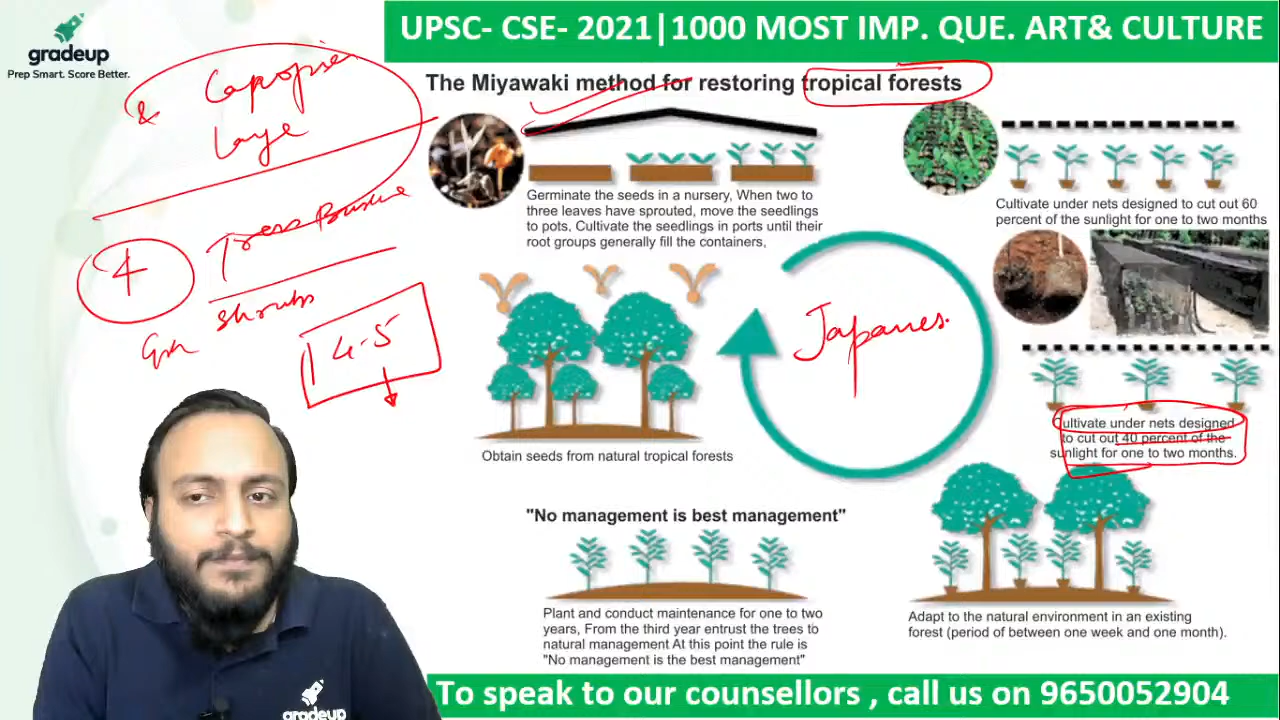 gradeup
Prep Smart. Score Better.
UPSC- CSE- 2021|1000 MOST IMP. QUE. ART& CULTURE
The Miyawaki method for restoring tropical forests
&
4
Shrubs
4-5
Germinate the seeds in a nursery, When two to
three leaves have sprouted, move the seedlings
to pots, Cultivate the seedlings in ports until their
root groups generally fill the containers,
Cultivate under nets designed to cut out 60
percent of the sunlight for one to two months
Cultivate under nets designed
to cut out 40 percent of the
sunlight for one to two months.
Obtain seeds from natural tropical forests
"No management is best management"
Plant and conduct maintenance for one to two
years, From the third year entrust the trees to
natural management At this point the rule is
"No management is the best management"
Adapt to the natural environment in an existing
forest (period of between one week and one month).
gradeup
To speak to our counsellors , call us on 9650052904